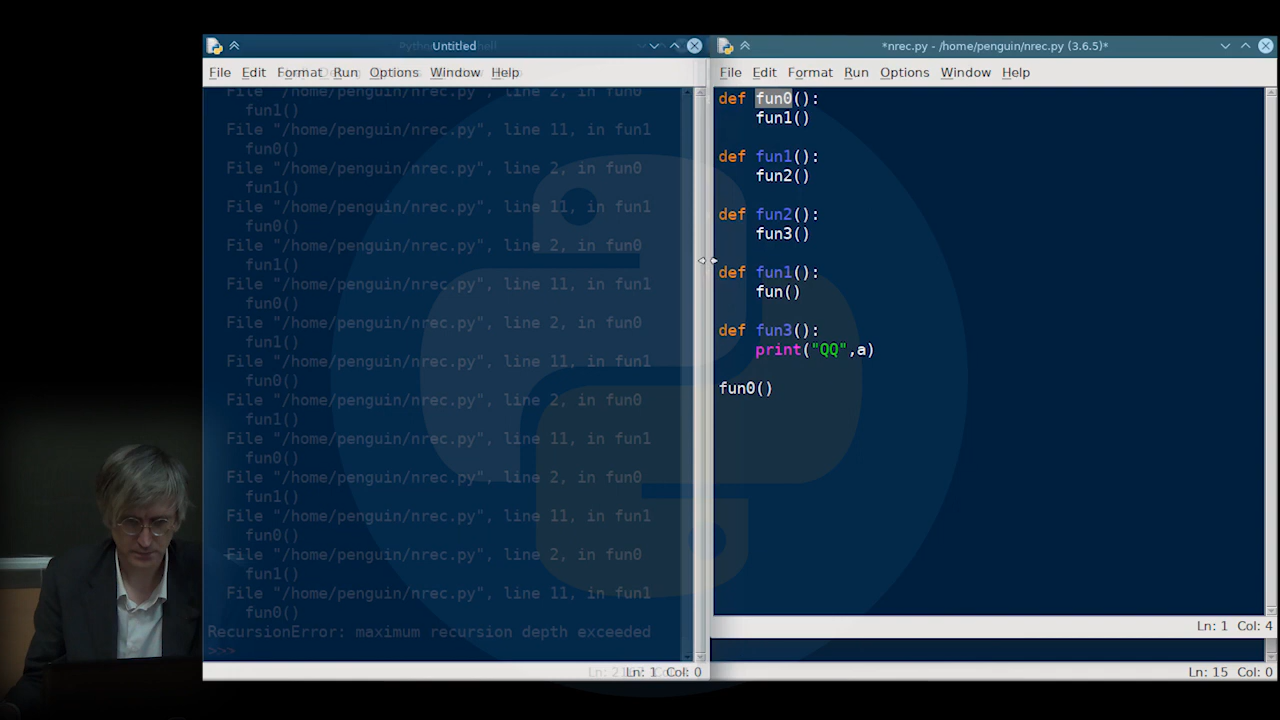 Untitled
File Edit Format Run Options Window Help
File "/home/penguin/nrec.py", line 2, in fun0
fun1()
File "/home/penguin/nrec.py", line 11, in fun1
fun0()
File "/home/penguin/nrec.py", line 2, in fun0
fun1()
File "/home/penguin/nrec.py", line 11, in fun1
fun0()
File "/home/penguin/nrec.py", line 2, in fun0
fun1()
File "/home/penguin/nrec.py", line 11, in fun1
fun0()
File "/home/penguin/nrec.py", line 2, in fun0
fun1()
File "/home/penguin/nrec.py", line 11, in fun1
fun0()
File "/home/penguin/nrec.py", line 2, in fun0
fun1()
File "/home/penguin/nrec.py", line 11, in fun1
fun0()
File "/home/penguin/nrec.py", line 2, in fun0
fun1()
File "/home/penguin/nrec.py", line 11, in fun1
fun0()
File "/home/penguin/nrec.py", line 2, in fun0
fun1()
File "/home/penguin/nrec.py", line 11, in fun1
fun0()
RecursionError: maximum recursion depth exceeded
>>>
Ln: 1 Col: 0
*nrec.py - /home/penguin/nrec.py (3.6.5)*
File Edit Format Run Options Window Help
def fun0():
fun1()
def fun1():
fun2()
def fun2():
fun3()
def fun1():
fun()
def fun3():
print("QQ",a)
fun0()
Ln: 1 Col: 4
Ln: 15 Col: 0